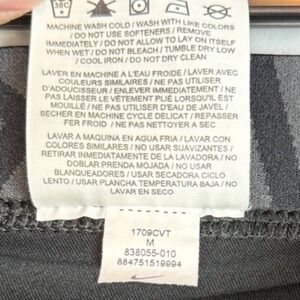 30C
MACHINE WASH COLD / WASH WITH LIKE COLORS
/ DO NOT USE SOFTENERS / REMOVE
IMMEDIATELY / DO NOT ALLOW TO LAY ON ITSELF
WHEN WET / DO NOT BLEACH / TUMBLE DRY LOW
/ COOL IRON / DO NOT DRY CLEAN
LAVER EN MACHINE A L'EAU FROIDE / LAVER AVEC
COULEURS SIMILAIRES / NE PAS UTILISER
D'ADOUCISSEUR / ENLEVER IMMEDIATEMENT / NE
PAS LAISSER LE VÊTEMENT PLIÉ LORSQU'IL EST
MOUILLÉ / NE PAS UTILISER D'EAU DE JAVEL /
SECHER EN MACHINE CYCLE DELICAT / REPASSER
FER FROID / NE PAS NETTOYER A SEC
LAVAR A MAQUINA EN AGUA FRIA / LAVAR CON
COLORES SIMILARES / NO USAR SUAVIZANTES /
RETIRAR INMEDIATAMENTE DE LA LAVADORA / NO
DOBLAR PRENDA MOJADA / NO USAR
BLANQUEADORES / USAR SECADORA CICLO
LENTO / USAR PLANCHA TEMPERATURA BAJA / NO
LAVAR EN SECO
1709CVT
M
838055-010
884751519994